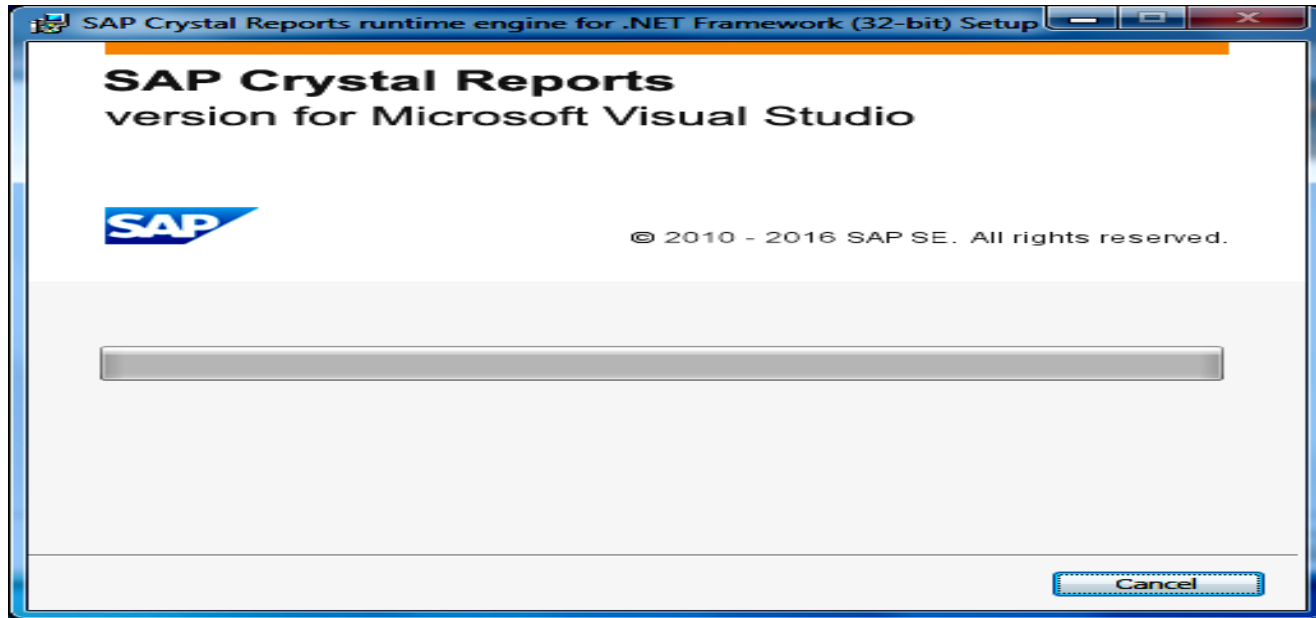 SAP Crystal Reports runtime engine for .NET Framework (32-bit) Setup
SAP Crystal Reports
version for Microsoft Visual Studio
SAP
© 2010 - 2016 SAP SE. All rights reserved.
Cancel